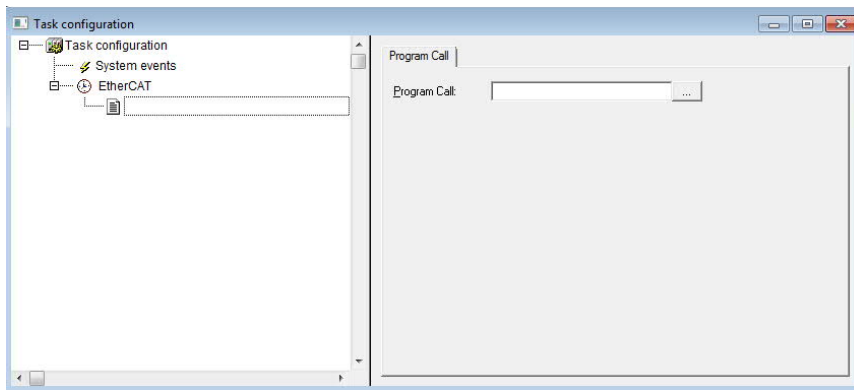 Task configuration
Task configuration
System events
EtherCAT
Program Call
Program Call:
...